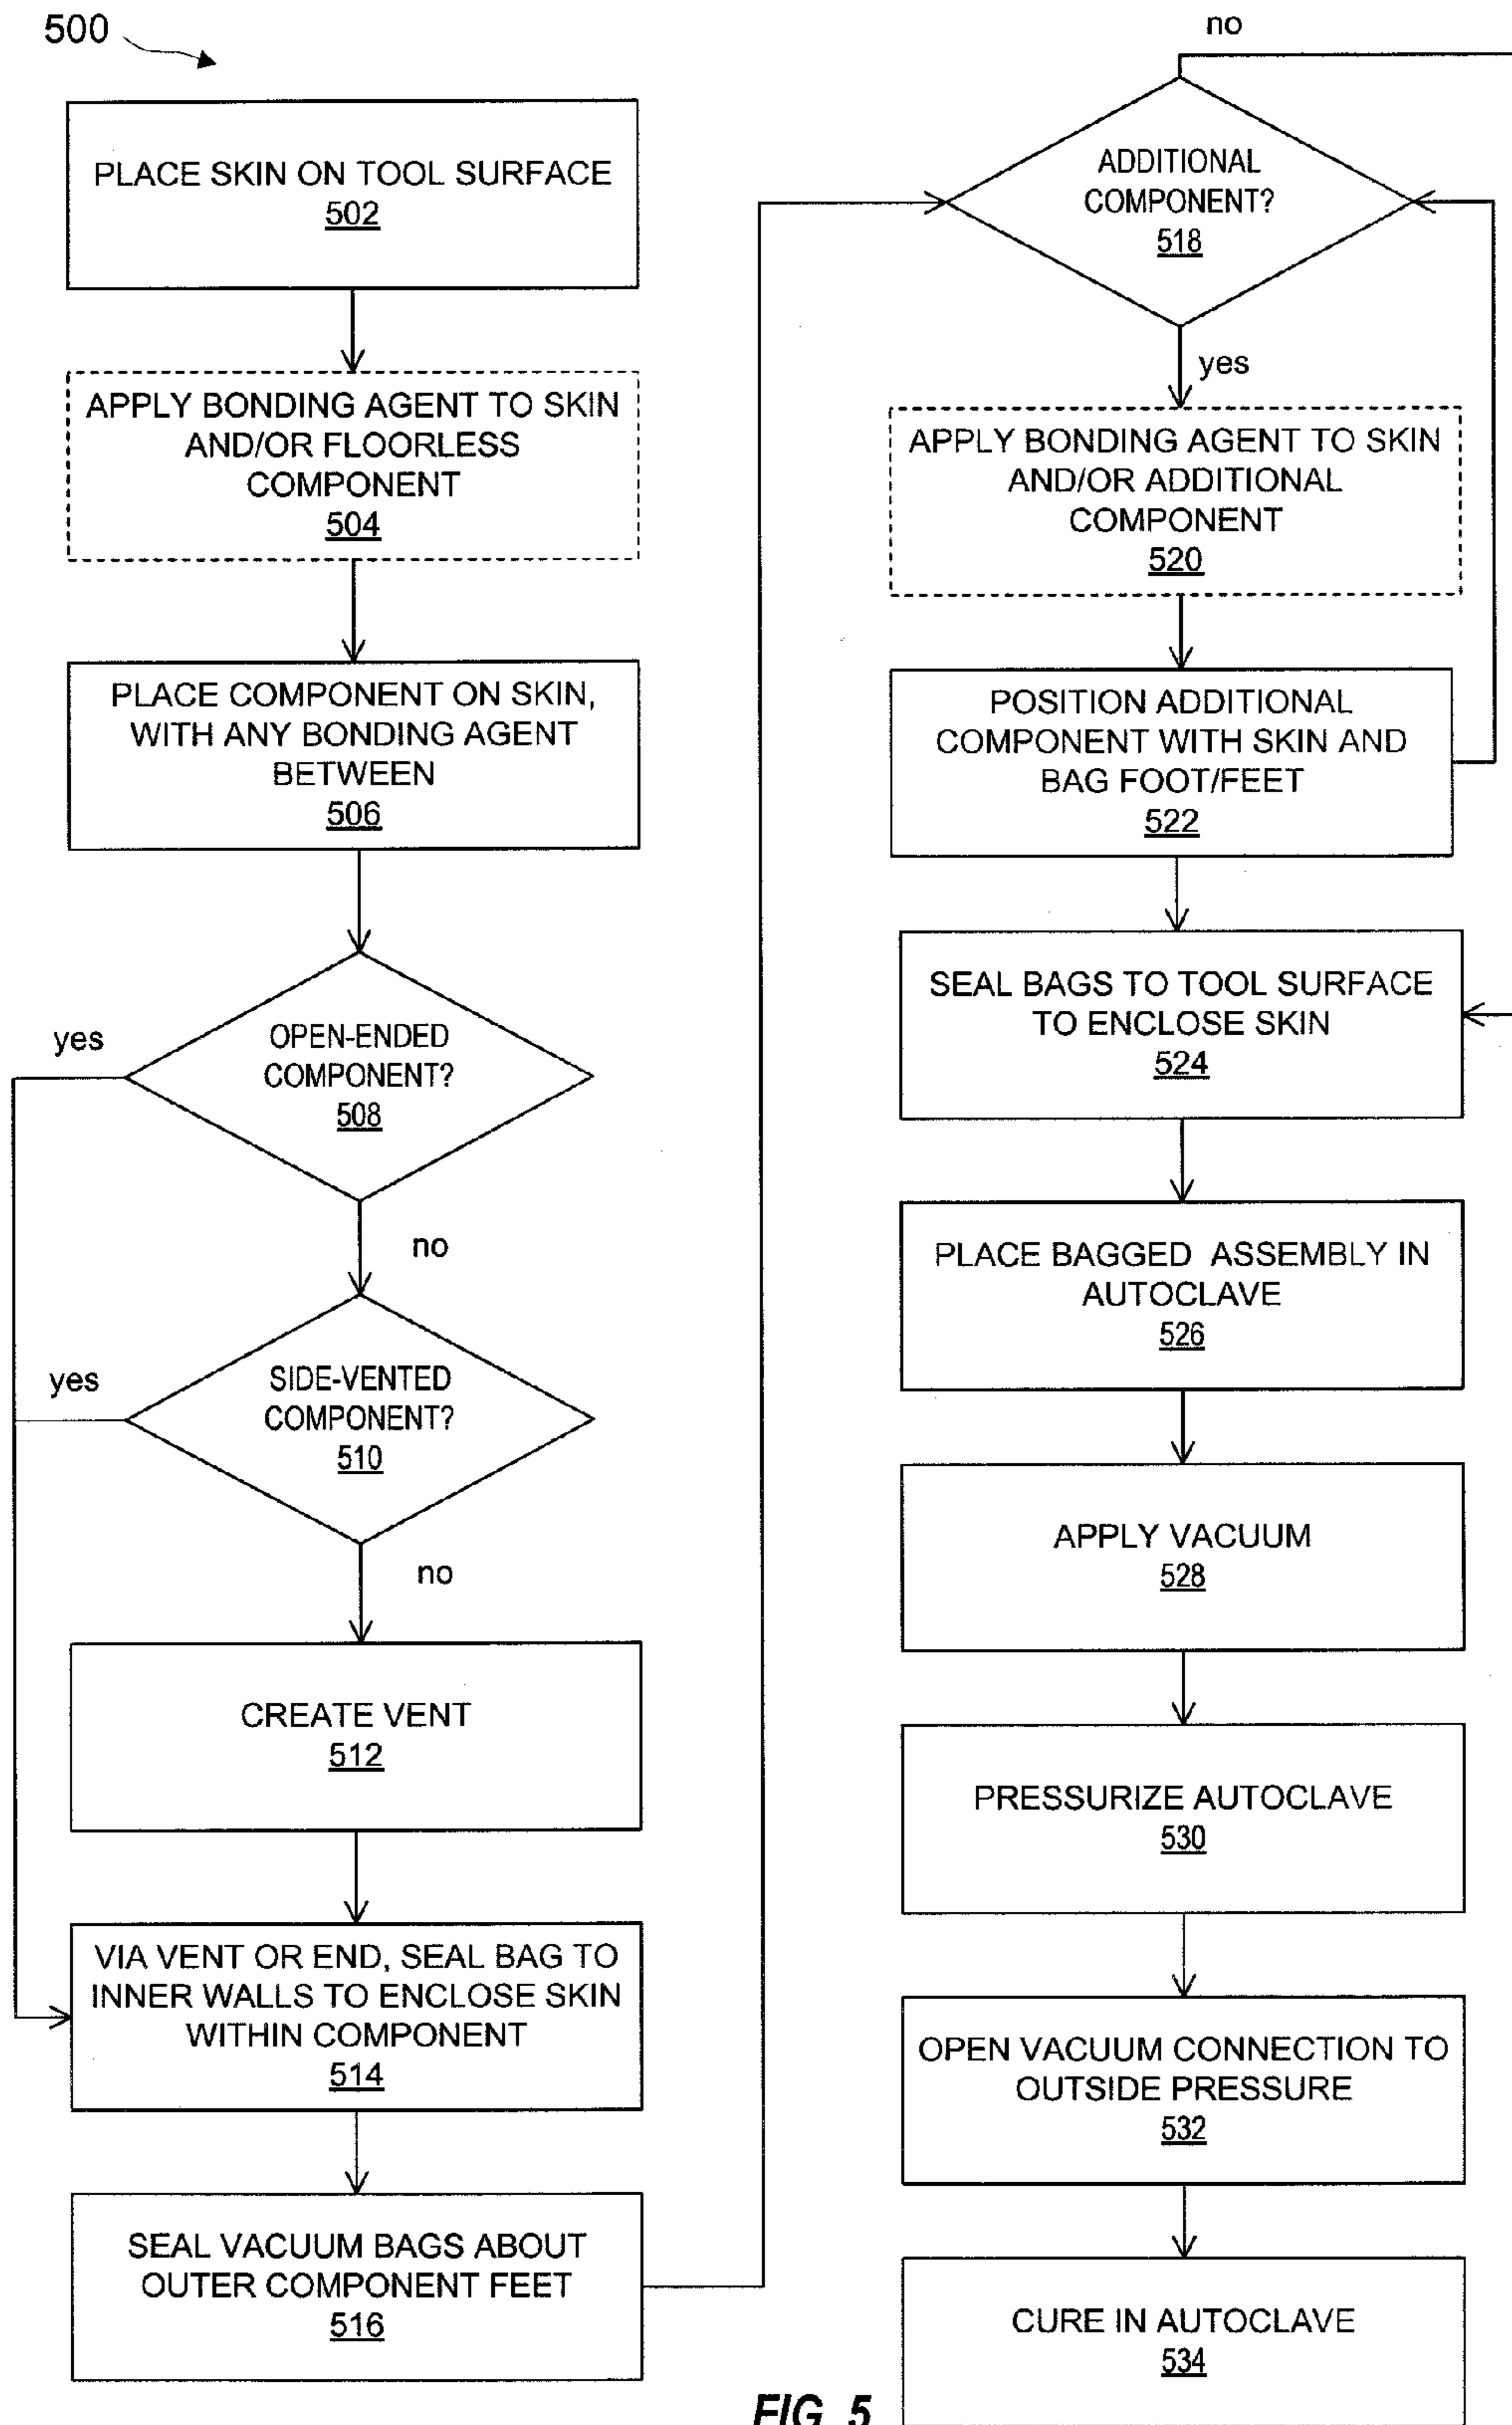 500
PLACE SKIN ON TOOL SURFACE
502
APPLY BONDING AGENT TO SKIN
AND/OR FLOORLESS
COMPONENT
504
PLACE COMPONENT ON SKIN,
WITH ANY BONDING AGENT
BETWEEN
506
yes
OPEN-ENDED
COMPONENT?
508
no
yes
SIDE-VENTED
COMPONENT?
510
no
CREATE VENT
512
VIA VENT OR END, SEAL BAG TO
INNER WALLS TO ENCLOSE SKIN
WITHIN COMPONENT
514
SEAL VACUUM BAGS ABOUT
OUTER COMPONENT FEET
516
no
ADDITIONAL
COMPONENT?
518
yes
APPLY BONDING AGENT TO SKIN
AND/OR ADDITIONAL
COMPONENT
520
POSITION ADDITIONAL
COMPONENT WITH SKIN AND
BAG FOOT/FEET
522
SEAL BAGS TO TOOL SURFACE
TO ENCLOSE SKIN
524
PLACE BAGGED ASSEMBLY IN
AUTOCLAVE
526
APPLY VACUUM
528
PRESSURIZE AUTOCLAVE
530
OPEN VACUUM CONNECTION TO
OUTSIDE PRESSURE
532
CURE IN AUTOCLAVE
534
FIG. 5